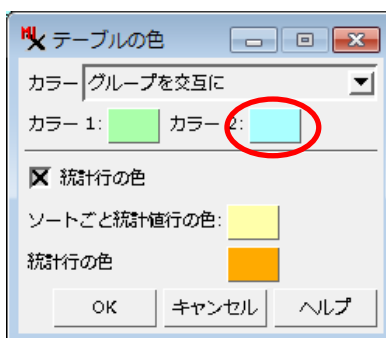 テーブルの色
カラー グループを交互に
カラー 1: カラー 2:
統計行の色
ソートごと統計値行の色:
統計行の色
OK キャンセル ヘルプ